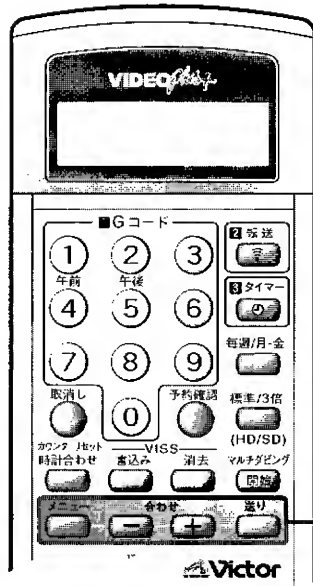 VIDEO Plus+
1 Gコード
2 転送
1 2 3
午前 午後
3 タイマー
4 5 6
毎週/月-金
7 8 9
取消し 予約確認 標準/3倍
0
(HD/SD)
カウンターリセット VISS
時計合わせ 書込み 消去 マルチダビング
開始
メニュー 合わせ 送り
− +
Victor